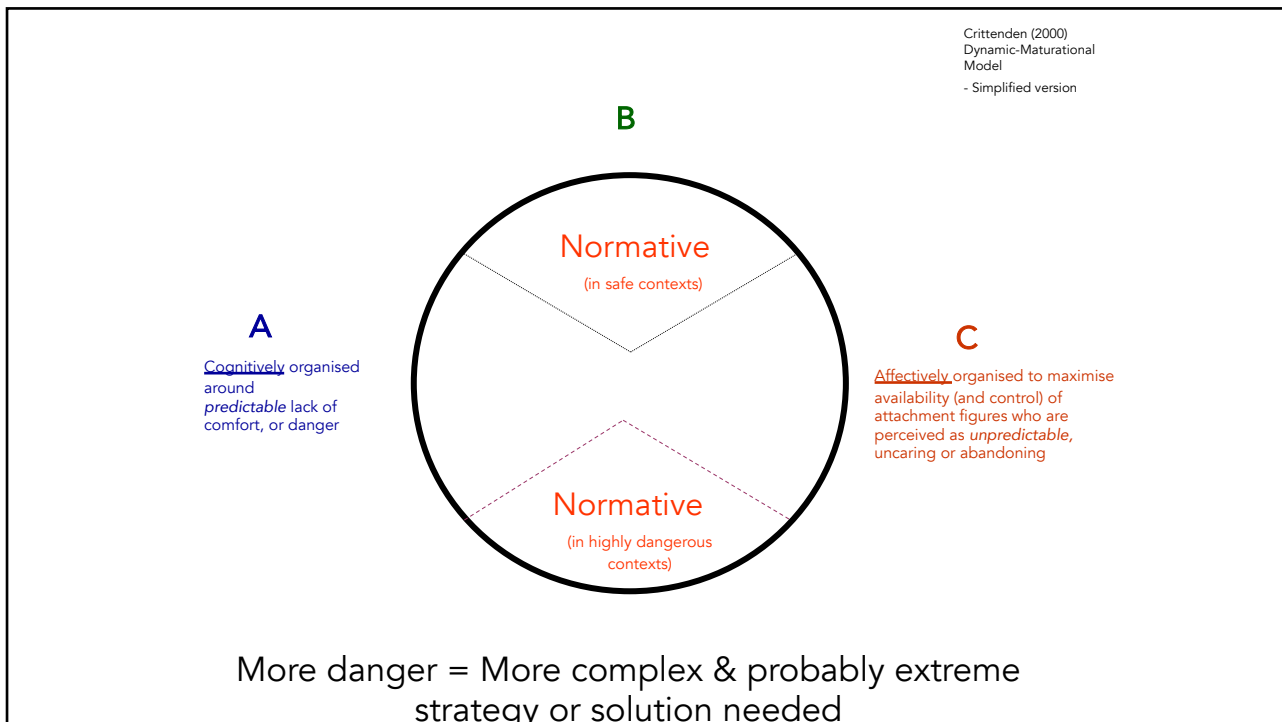 Crittenden (2000)
Dynamic-Maturational
Model
- Simplified version
B
Normative
(in safe contexts)
A
Cognitively organised
around
predictable lack of
comfort, or danger
C
Affectively organised to maximise
availability (and control) of
attachment figures who are
perceived as unpredictable,
uncaring or abandoning
Normative
(in highly dangerous
contexts)
More danger = More complex & probably extreme
strategy or solution needed